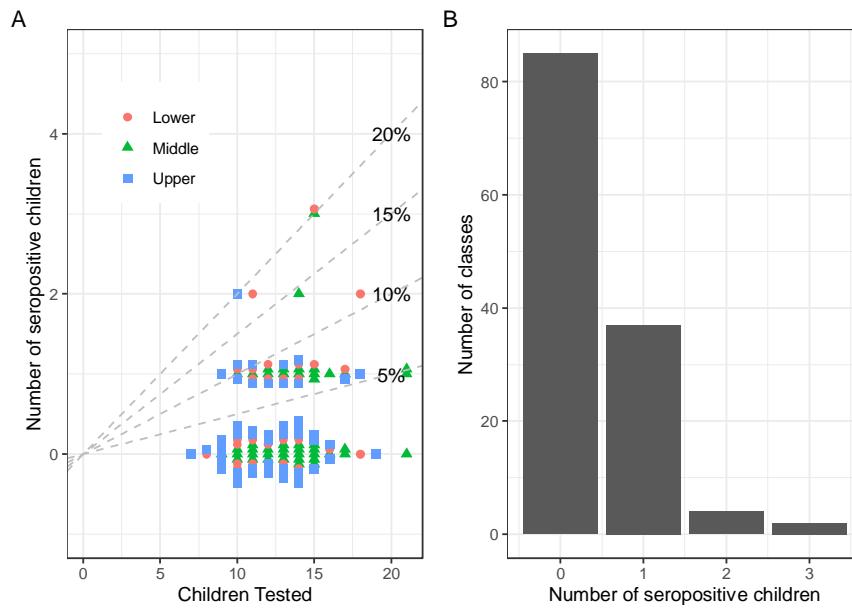 A
B
Number of seropositive children
4
2
0
Lower
Middle
Upper
20%
15%
10%
5%
0
5
10
15
20
Children Tested
Number of classes
80
60
40
20
0
0
1
2
3
Number of seropositive children